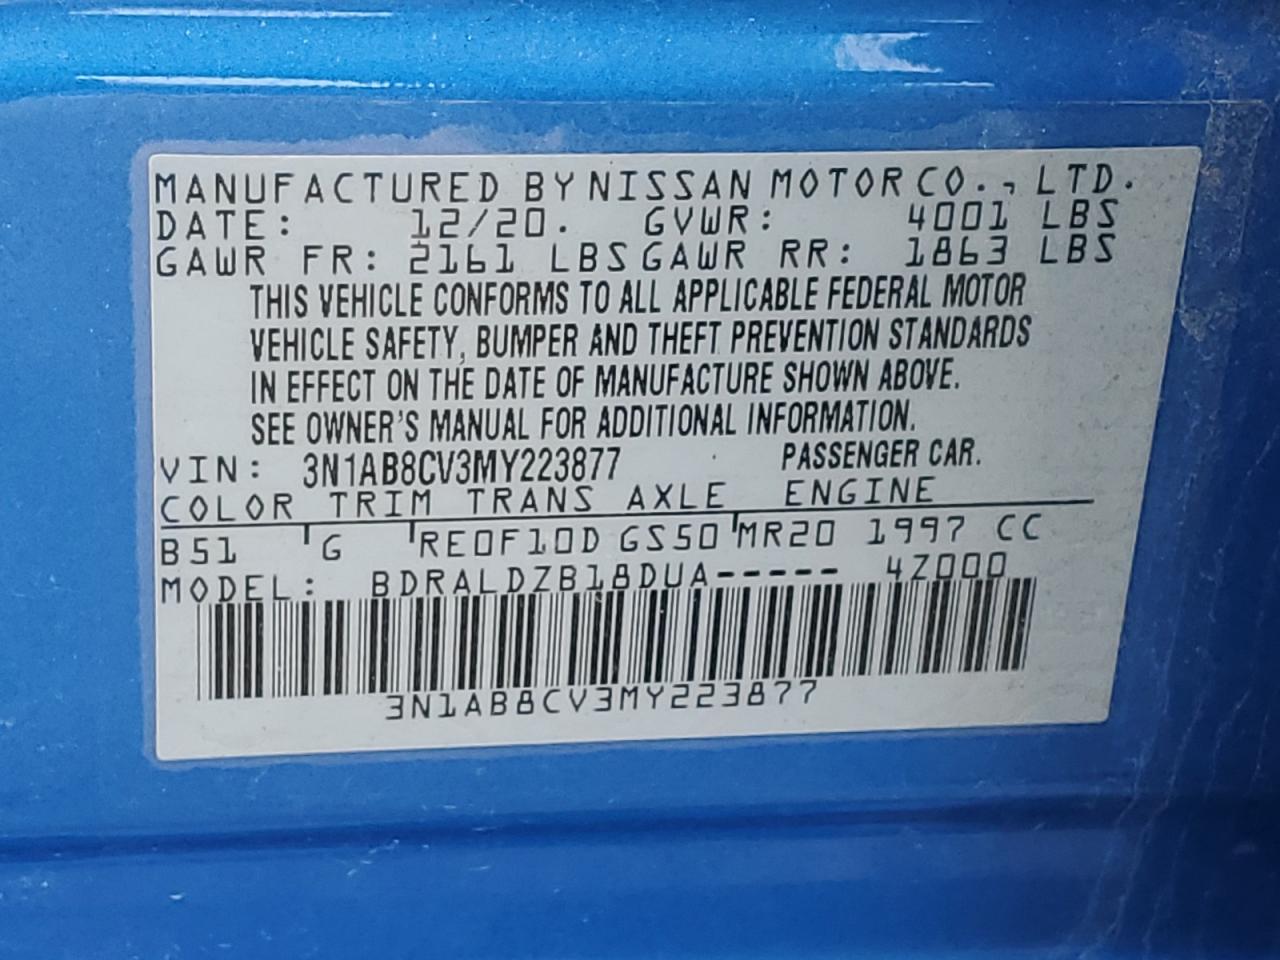 MANUFACTURED BY NISSAN MOTOR CO., LTD.
DATE: 12/20. GVWR: 4001 LBS
GAWR FR: 2161 LBS GAWR RR: 1863 LBS
THIS VEHICLE CONFORMS TO ALL APPLICABLE FEDERAL MOTOR
VEHICLE SAFETY, BUMPER AND THEFT PREVENTION STANDARDS
IN EFFECT ON THE DATE OF MANUFACTURE SHOWN ABOVE.
SEE OWNER'S MANUAL FOR ADDITIONAL INFORMATION.
VIN: 3N1AB8CV3MY223877 PASSENGER CAR.
COLOR TRIM TRANS AXLE ENGINE
B51 G RE0F10D GS50 MR20 1997 CC
MODEL: BDRALDZB18DUA----- 4Z000
3N1AB8CV3MY223877